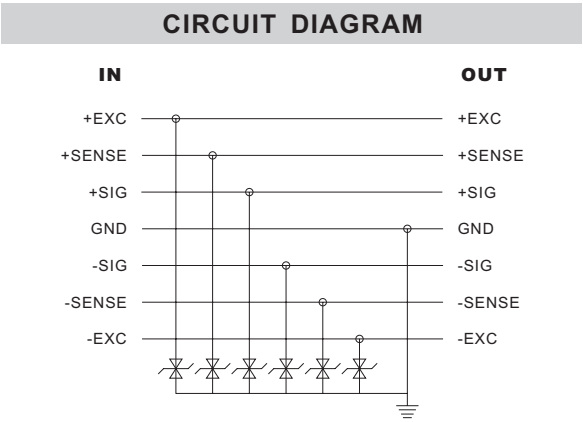 CIRCUIT DIAGRAM
IN OUT
+EXC +EXC
+SENSE +SENSE
+SIG +SIG
GND GND
-SIG -SIG
-SENSE -SENSE
-EXC -EXC